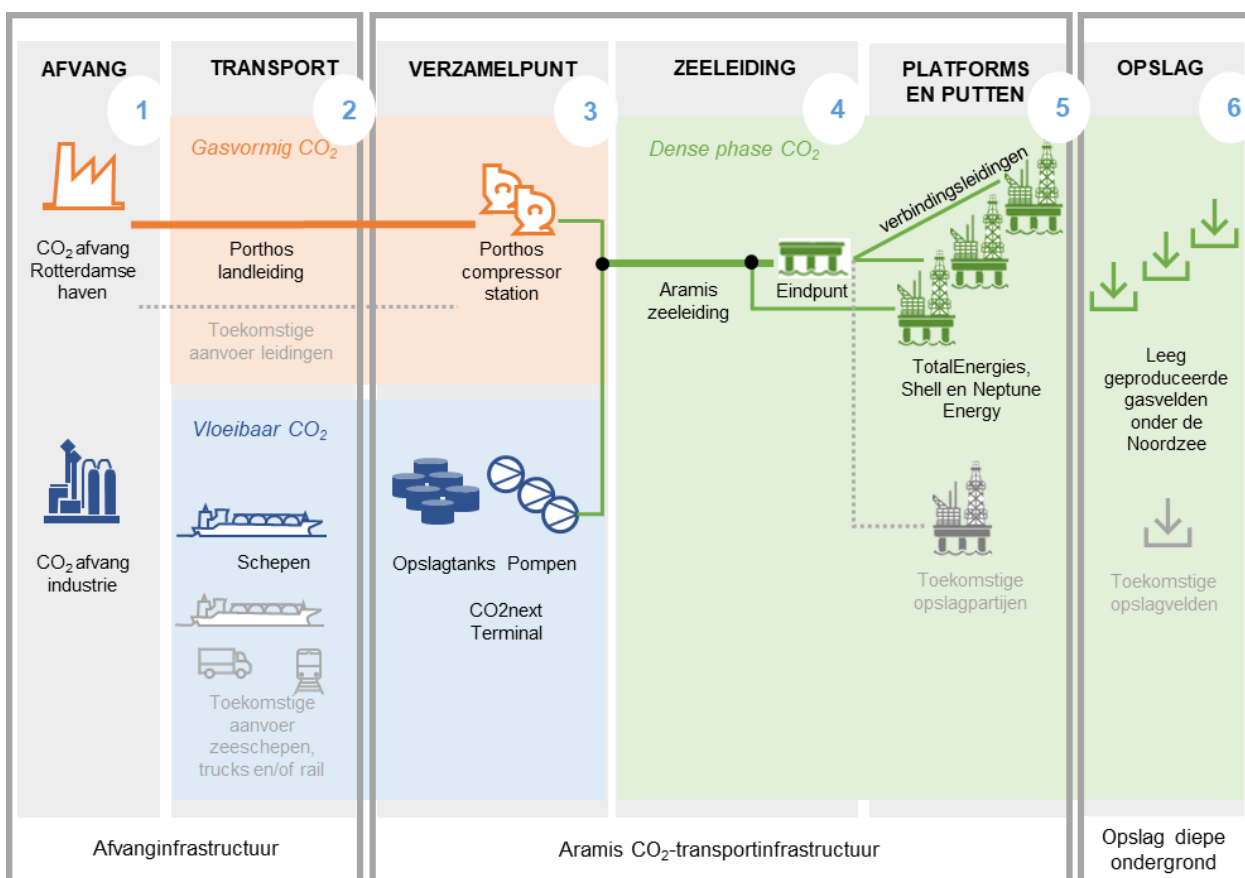 AFVANG
1
TRANSPORT
2
VERZAMELPUNT
3
ZEELEIDING
4
PLATFORMS
EN PUTTEN
5
OPSLAG
6
Gasvormig CO₂
Dense phase CO₂
CO₂ afvang
Rotterdamse
haven
Porthos
landleiding
Porthos
compressor
station
Toekomstige
aanvoer leidingen
Aramis
zeeleiding
Eindpunt
verbindingsleidingen
TotalEnergies,
Shell en Neptune
Energy
Leeg
geproduceerde
gasvelden
onder de
Noordzee
Vloeibaar CO₂
CO₂ afvang
industrie
Schepen
Opslagtanks
Pompen
CO2next
Terminal
Toekomstige
aanvoer
zeeschepen,
trucks en/of rail
Toekomstige
opslagpartijen
Toekomstige
opslagvelden
Afvanginfrastructuur
Aramis CO₂-transportinfrastructuur
Opslag diepe
ondergrond